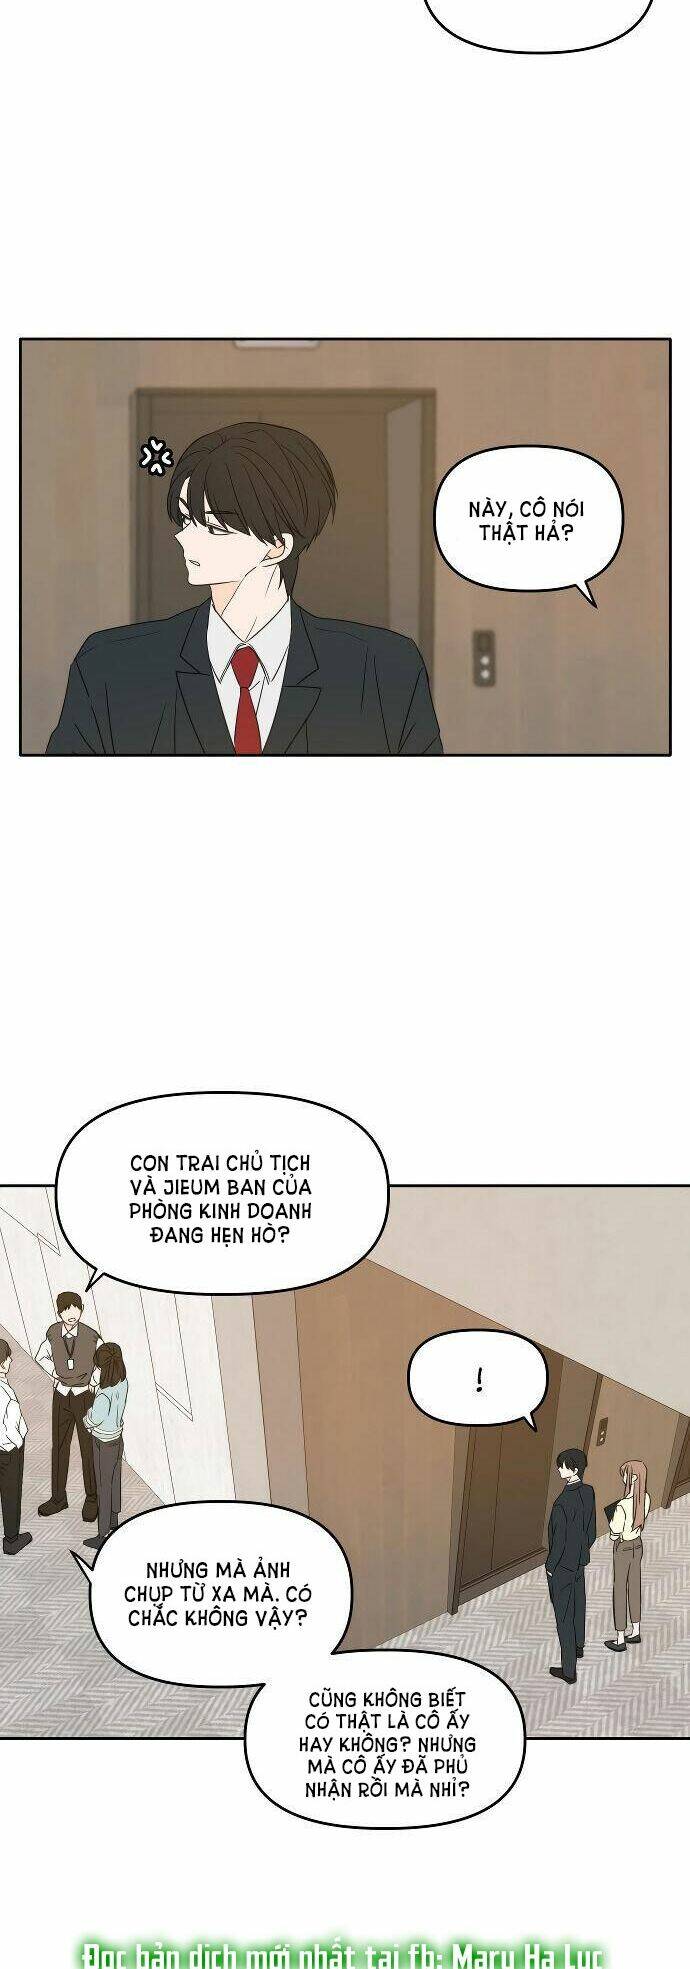 NÀY, CÔ NÓI
THẬT HẢ?
CON TRAI CHỦ TỊCH
VÀ JIEUM BAN CỦA
PHÒNG KINH DOANH
ĐANG HẸN HÒ?
!
NHƯNG MÀ ẢNH
CHỤP TỪ XA MÀ. CÓ
CHẮC KHÔNG VẬY?
CŨNG KHÔNG BIẾT
CÓ THẬT LÀ CÔ ẤY
HAY KHÔNG? NHƯNG
MÀ CÔ ẤY ĐÃ PHỦ
NHẬN RỒI MÀ NHỈ?
Đọc bản dịch mới nhất tại fb: Mary Ha Luc